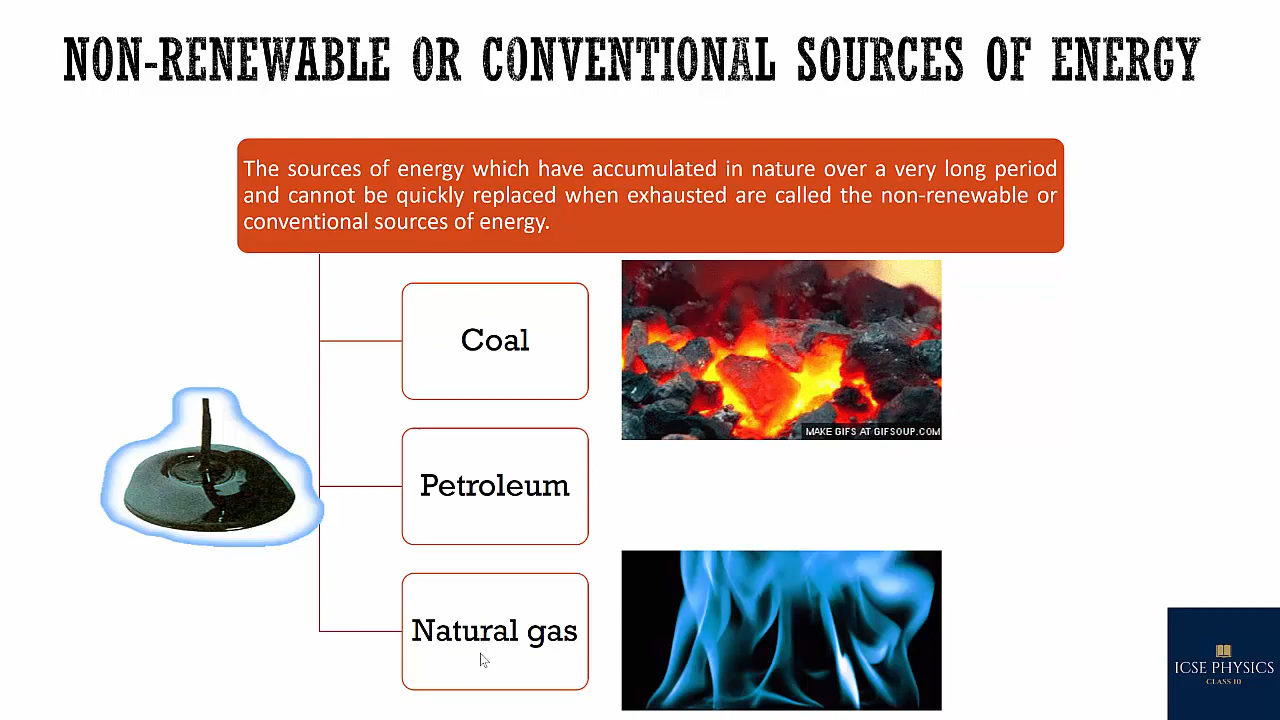 NON-RENEWABLE OR CONVENTIONAL SOURCES OF ENERGY
The sources of energy which have accumulated in nature over a very long period
and cannot be quickly replaced when exhausted are called the non-renewable or
conventional sources of energy.
Coal
MAKE GIFS AT GIFSOUP.COM
Petroleum
Natural gas
ICSE PHYSICS
CLASS 10